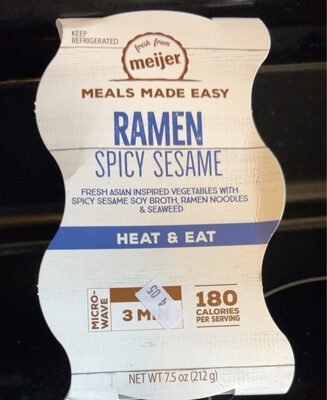 KEEP
REFRIGERATED
fresh from
meijer
MEALS MADE EASY
RAMEN
SPICY SESAME
FRESH ASIAN INSPIRED VEGETABLES WITH
SPICY SESAME SOY BROTH, RAMEN NOODLES
& SEAWEED
HEAT & EAT
MICRO-
WAVE
3 MIN
180
CALORIES
PER SERVING
NET WT 7.5 oz (212 g)